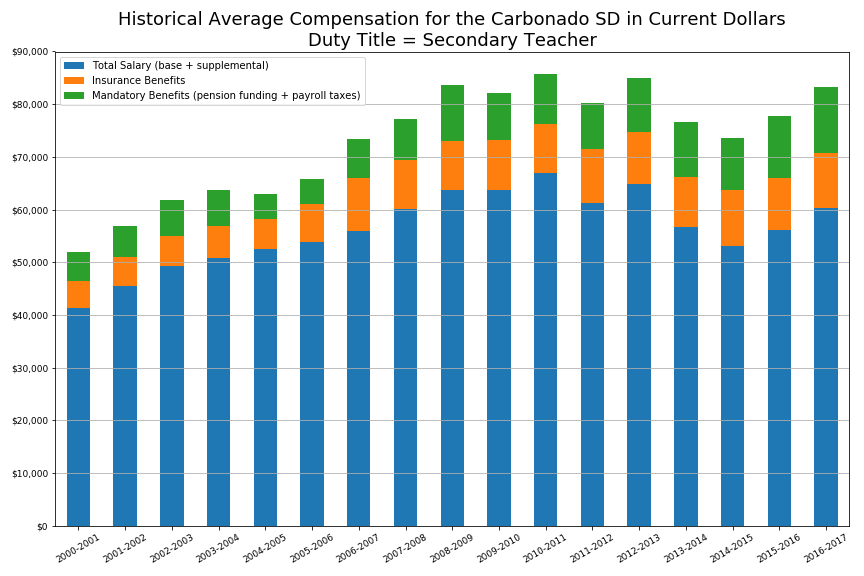 Historical Average Compensation for the Carbonado SD in Current Dollars
Duty Title = Secondary Teacher
$90,000
Total Salary (base + supplemental)
Insurance Benefits
Mandatory Benefits (pension funding + payroll taxes)
$80,000
$70,000
$60,000
$50,000
$40,000
$30,000
$20,000
$10,000
$0
2000-2001 2001-2002 2002-2003 2003-2004 2004-2005 2005-2006 2006-2007 2007-2008 2008-2009 2009-2010 2010-2011 2011-2012 2012-2013 2013-2014 2014-2015 2015-2016 2016-2017